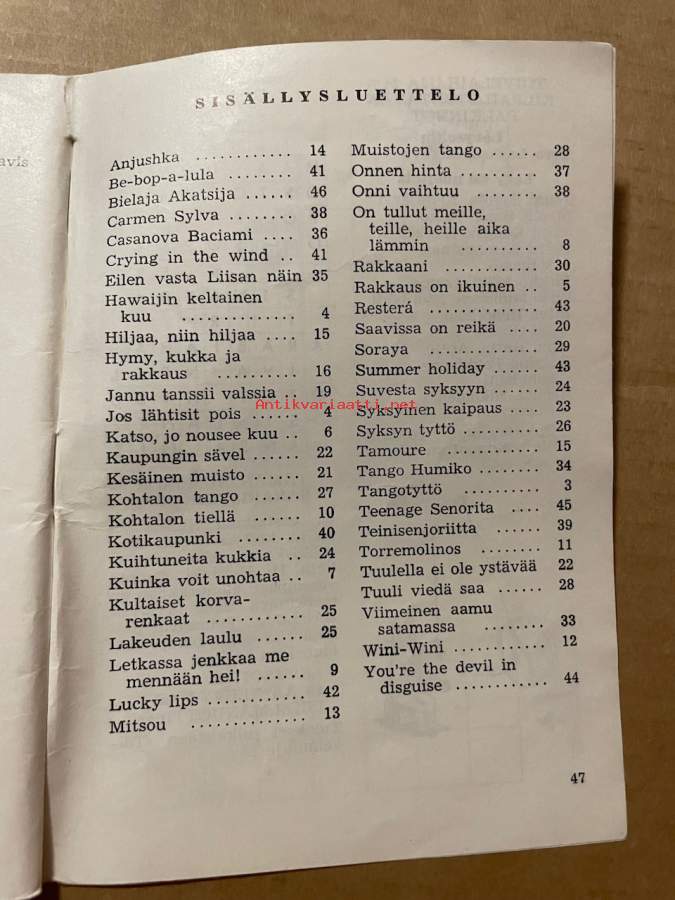 avis
SISÄLLYSLUETTELO
Anjushka ............ 14
Be-bop-a-lula ........ 41
Bielaja Akatsija ...... 46
Carmen Sylva ........ 38
Casanova Baciami .... 36
Crying in the wind .. 41
Eilen vasta Liisan näin 35
Hawaijin keltainen
kuu .............. 4
Hiljaa, niin hiljaa .... 15
Hymy, kukka ja
rakkaus .......... 16
Jannu tanssii valssia .. 19
Jos lähtisit pois ...... 4
Katso, jo nousee kuu .. 6
Kaupungin sävel ...... 22
Kesäinen muisto ...... 21
Kohtalon tango ...... 27
Kohtalon tiellä ...... 10
Kotikaupunki ........ 40
Kuihtuneita kukkia .. 24
Kuinka voit unohtaa .. 7
Kultaiset korva-
renkaat ............ 25
Lakeuden laulu ...... 25
Letkassa jenkkaa me
mennään hei! ...... 9
Lucky lips ............ 42
Mitsou .............. 13
Muistojen tango ...... 28
Onnen hinta .......... 37
Onni vaihtuu ........ 38
On tullut meille,
teille, heille aika
lämmin .......... 8
Rakkaani ............ 30
Rakkaus on ikuinen .. 5
Resterá .............. 43
Saavissa on reikä .... 20
Soraya .............. 29
Summer holiday ...... 43
Suvesta syksyyn ...... 24
Syksyinen kaipaus .... 23
Syksyn tyttö .......... 26
Tamoure ............ 15
Tango Humiko ........ 34
Tangotyttö .......... 3
Teenage Senorita .... 45
Teinisenjoriitta ...... 39
Torremolinos ........ 11
Tuulella ei ole ystävää 22
Tuuli viedä saa ...... 28
Viimeinen aamu
satamassa ........ 33
Wini-Wini ............ 12
You're the devil in
disguise ............ 44
47
Antikvariaatti.net